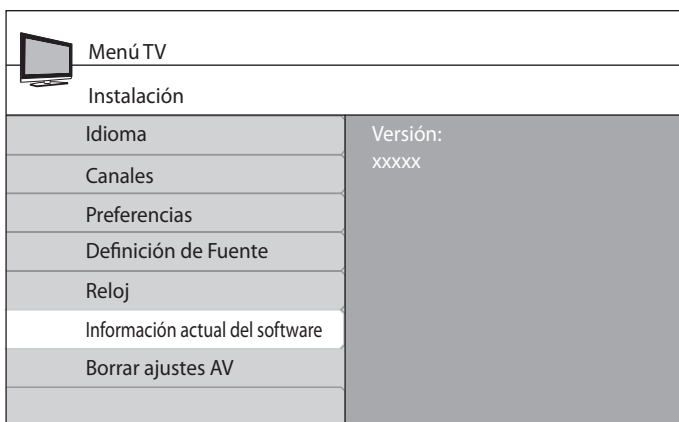 Menú TV
Instalación
Idioma
Canales
Preferencias
Definición de Fuente
Reloj
Información actual del software
Borrar ajustes AV
Versión:
xxxxx